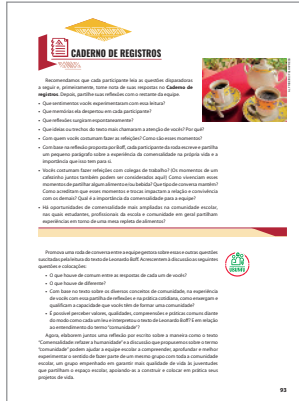 CADERNO DE REGISTROS
Recomendamos que cada participante leia as questões disparadoras
a seguir e, primeiramente, tome nota de suas respostas no Caderno de
registros. Depois, partilhe suas reflexões com o restante da equipe.
• Que sentimentos vocês experimentaram com essa leitura?
• Que memórias ela despertou em cada participante?
• Que reflexões surgiram espontaneamente?
• Que ideias ou trechos do texto mais chamaram a atenção de vocês? Por quê?
• Com quem vocês costumam fazer as refeições? Como são esses momentos?
• Com base na reflexão proposta por Boff, cada participante da roda escreve e partilha
um pequeno parágrafo sobre a experiência da comensalidade na própria vida e a
importância que isso tem para si.
• Vocês costumam fazer refeições com colegas de trabalho? (Os momentos de um
cafezinho juntos também podem ser considerados aqui!) Como vivenciam esses
momentos de partilhar algum alimento e/ou bebida? Que tipo de conversa mantêm?
Como acreditam que esses momentos e trocas impactam a relação e convivência
com os demais? Qual é a importância da comensalidade para a equipe?
• Há oportunidades de comensalidade mais ampliadas na comunidade escolar,
nas quais estudantes, profissionais da escola e comunidade em geral partilham
experiências em torno de uma mesa repleta de alimentos?
Promova uma roda de conversa entre a equipe gestora sobre essas e outras questões
suscitadas pela leitura do texto de Leonardo Boff. Acrescentem à discussão as seguintes
questões e colocações:
• O que há de comum entre as respostas de cada um de vocês?
• O que há de diferente?
• Com base no texto sobre os diversos conceitos de comunidade, na experiência
de vocês com essa partilha de reflexões e na prática cotidiana, como enxergam e
qualificam a capacidade que vocês têm de formar uma comunidade?
• É possível perceber valores, qualidades, compreensões e práticas comuns diante
do modo como cada um leu e interpretou o texto de Leonardo Boff? E em relação
ao entendimento do termo "comunidade"?
Agora, elaborem juntos uma reflexão por escrito sobre a maneira como o texto
"Comensalidade: refazer a humanidade" e a discussão que propusemos sobre o termo
"comunidade" podem ajudar a equipe escolar a compreender, aprofundar e melhor
experimentar o sentido de fazer parte de um mesmo grupo com toda a comunidade
escolar, um grupo empenhado em garantir mais qualidade de vida às juventudes
que partilham o espaço escolar, apoiando-as a construir e colocar em prática seus
projetos de vida.
93